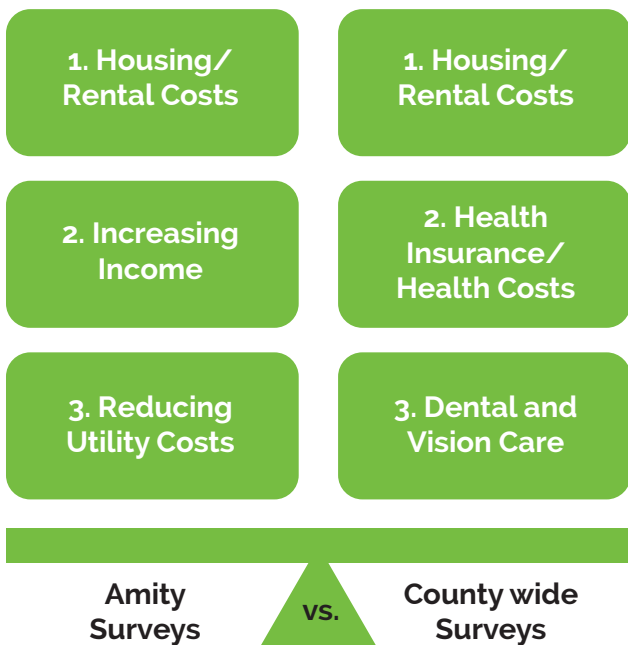 1. Housing/
Rental Costs
1. Housing/
Rental Costs
2. Increasing
Income
2. Health
Insurance/
Health Costs
3. Reducing
Utility Costs
3. Dental and
Vision Care
Amity
Surveys
vs.
County wide
Surveys